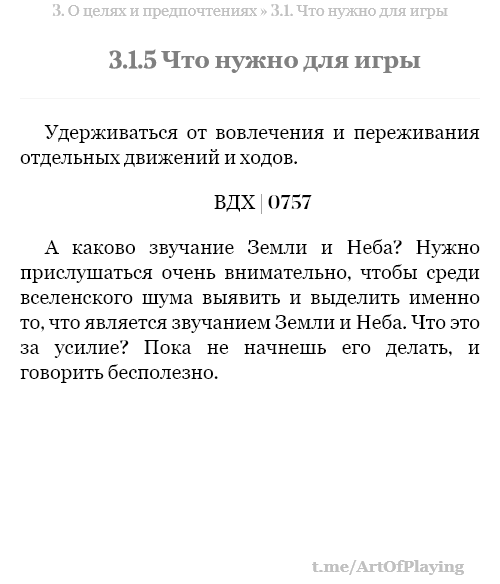 3. О целях и предпочтениях » 3.1. Что нужно для игры
3.1.5 Что нужно для игры
Удерживаться от вовлечения и переживания
отдельных движений и ходов.
ВДХ | 0757
А каково звучание Земли и Неба? Нужно
прислушаться очень внимательно, чтобы среди
вселенского шума выявить и выделить именно
то, что является звучанием Земли и Неба. Что это
за усилие? Пока не начнешь его делать, и
говорить бесполезно.
t.me/ArtOfPlaying